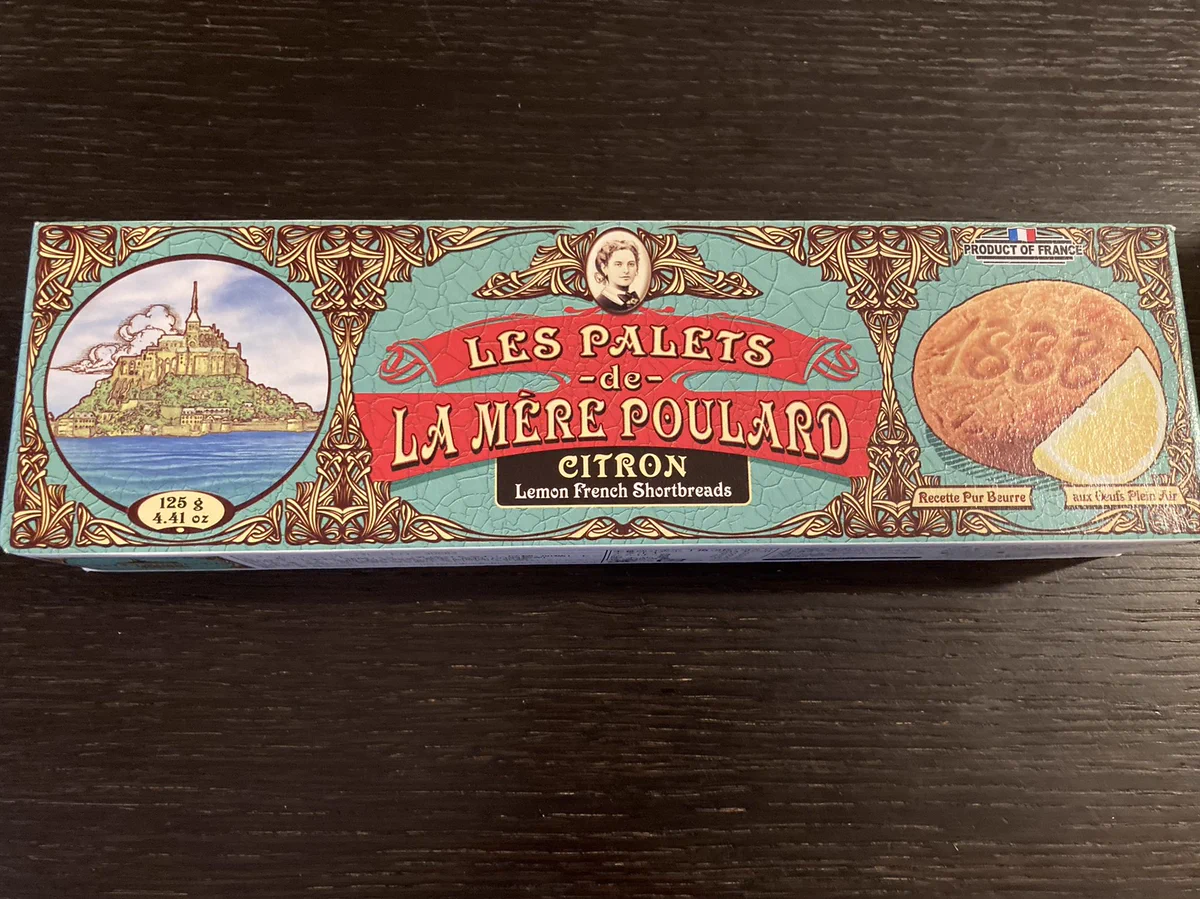 PRODUCT OF FRANCE
LES PALETS
-de-
LA MÈRE POULARD
CITRON
Lemon French Shortbreads
125 g
4.41 oz
1888
Recette Pur Beurre
aux Oeufs Plein Air